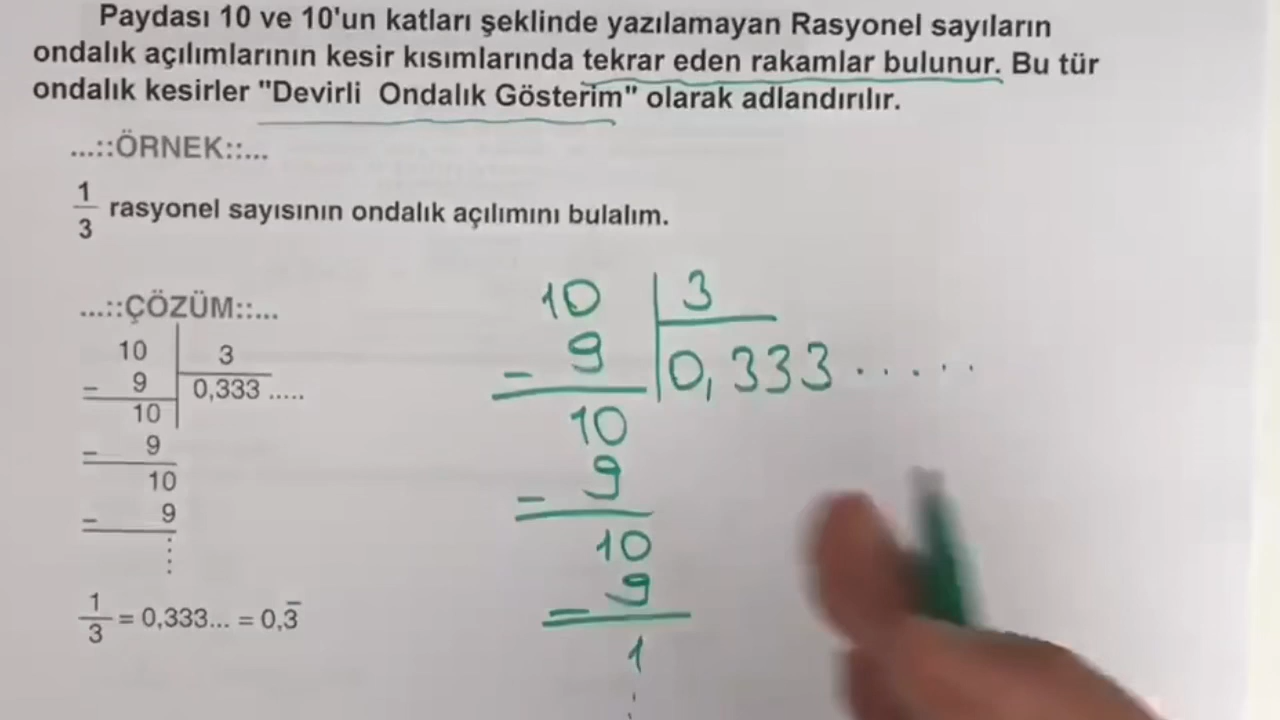 Paydası 10 ve 10'un katları şeklinde yazılamayan Rasyonel sayıların
ondalık açılımlarının kesir kısımlarında tekrar eden rakamlar bulunur. Bu tür
ondalık kesirler "Devirli Ondalık Gösterim" olarak adlandırılır.
...::ÖRNEK::...
1/3 rasyonel sayısının ondalık açılımını bulalım.
...::ÇÖZÜM::...
10 | 3
- 9 | 0,333 .....
10
- 9
10
- 9
1/3 = 0,333... = 0,3̅
10 | 3
- 9 | 0,333 .....
10
- 9
10
- 9
1